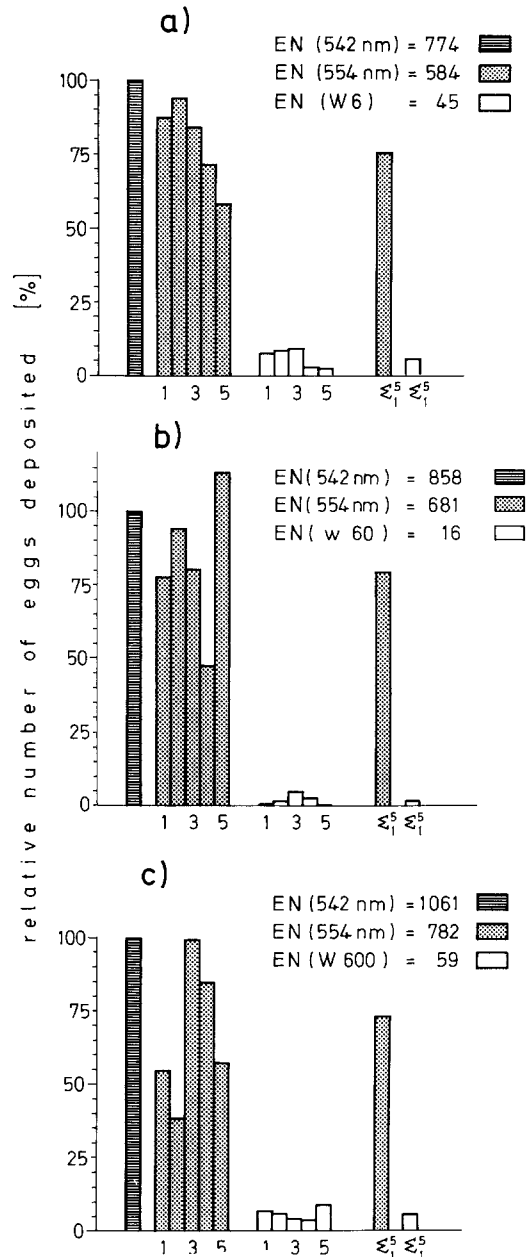 a)
EN (542 nm) = 774
EN (554 nm) = 584
EN (W6) = 45
100
75
50
25
0
1 3 5 1 3 5 Σ₁⁵ Σ₁⁵
b)
EN (542 nm) = 858
EN (554 nm) = 681
EN ( w 60) = 16
100
75
50
25
0
1 3 5 1 3 5 Σ₁⁵ Σ₁⁵
c)
EN (542 nm) = 1061
EN (554 nm) = 782
EN (W 600) = 59
100
75
50
25
0
1 3 5 1 3 5 Σ₁⁵ Σ₁⁵
relative number of eggs deposited [%]